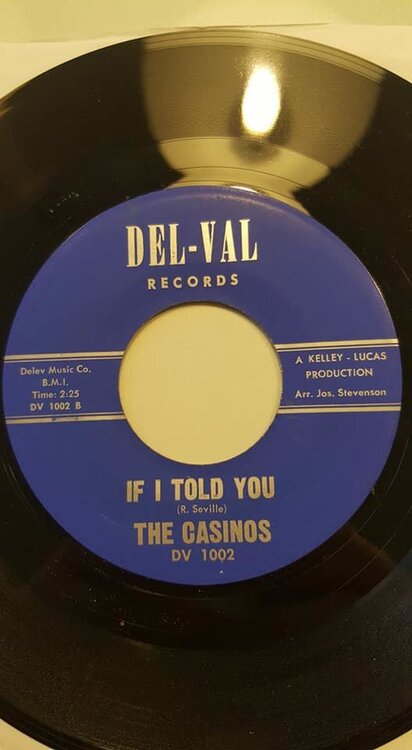 DEL-VAL
RECORDS
Delev Music Co.
B.M.I.
Time: 2:25
DV 1002 B
A KELLEY - LUCAS
PRODUCTION
Arr. Jos. Stevenson
IF I TOLD YOU
(R. Seville)
THE CASINOS
DV 1002